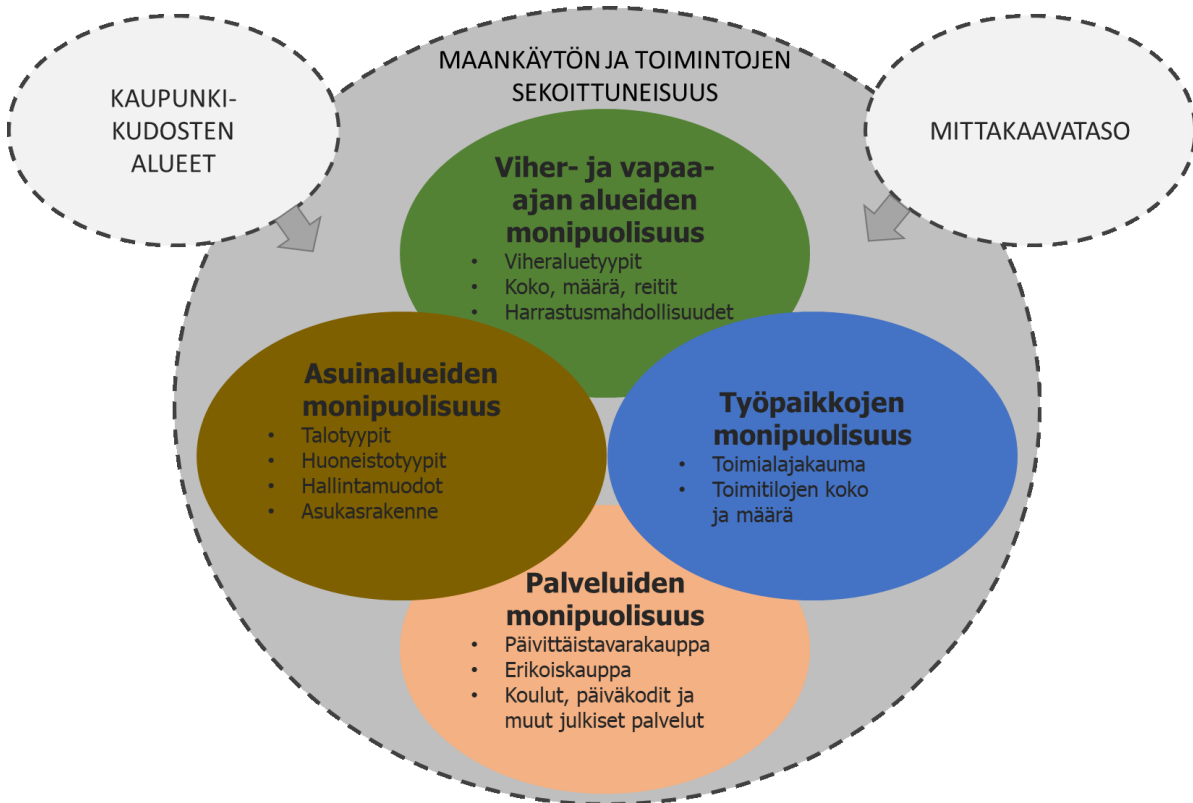 MAANKÄYTÖN JA TOIMINTOJEN
SEKOITTUNEISUUS
KAUPUNKI-
KUDOSTEN
ALUEET
MITTAKAAVATASO
Viher- ja vapaa-
ajan alueiden
monipuolisuus
• Viheraluetyypit
• Koko, määrä, reitit
• Harrastusmahdollisuudet
Asuinalueiden
monipuolisuus
• Talotyypit
• Huoneistotyypit
• Hallintamuodot
• Asukasrakenne
Työpaikkojen
monipuolisuus
• Toimialajakauma
• Toimitilojen koko
ja määrä
Palveluiden
monipuolisuus
• Päivittäistavarakauppa
• Erikoiskauppa
• Koulut, päiväkodit ja
muut julkiset palvelut